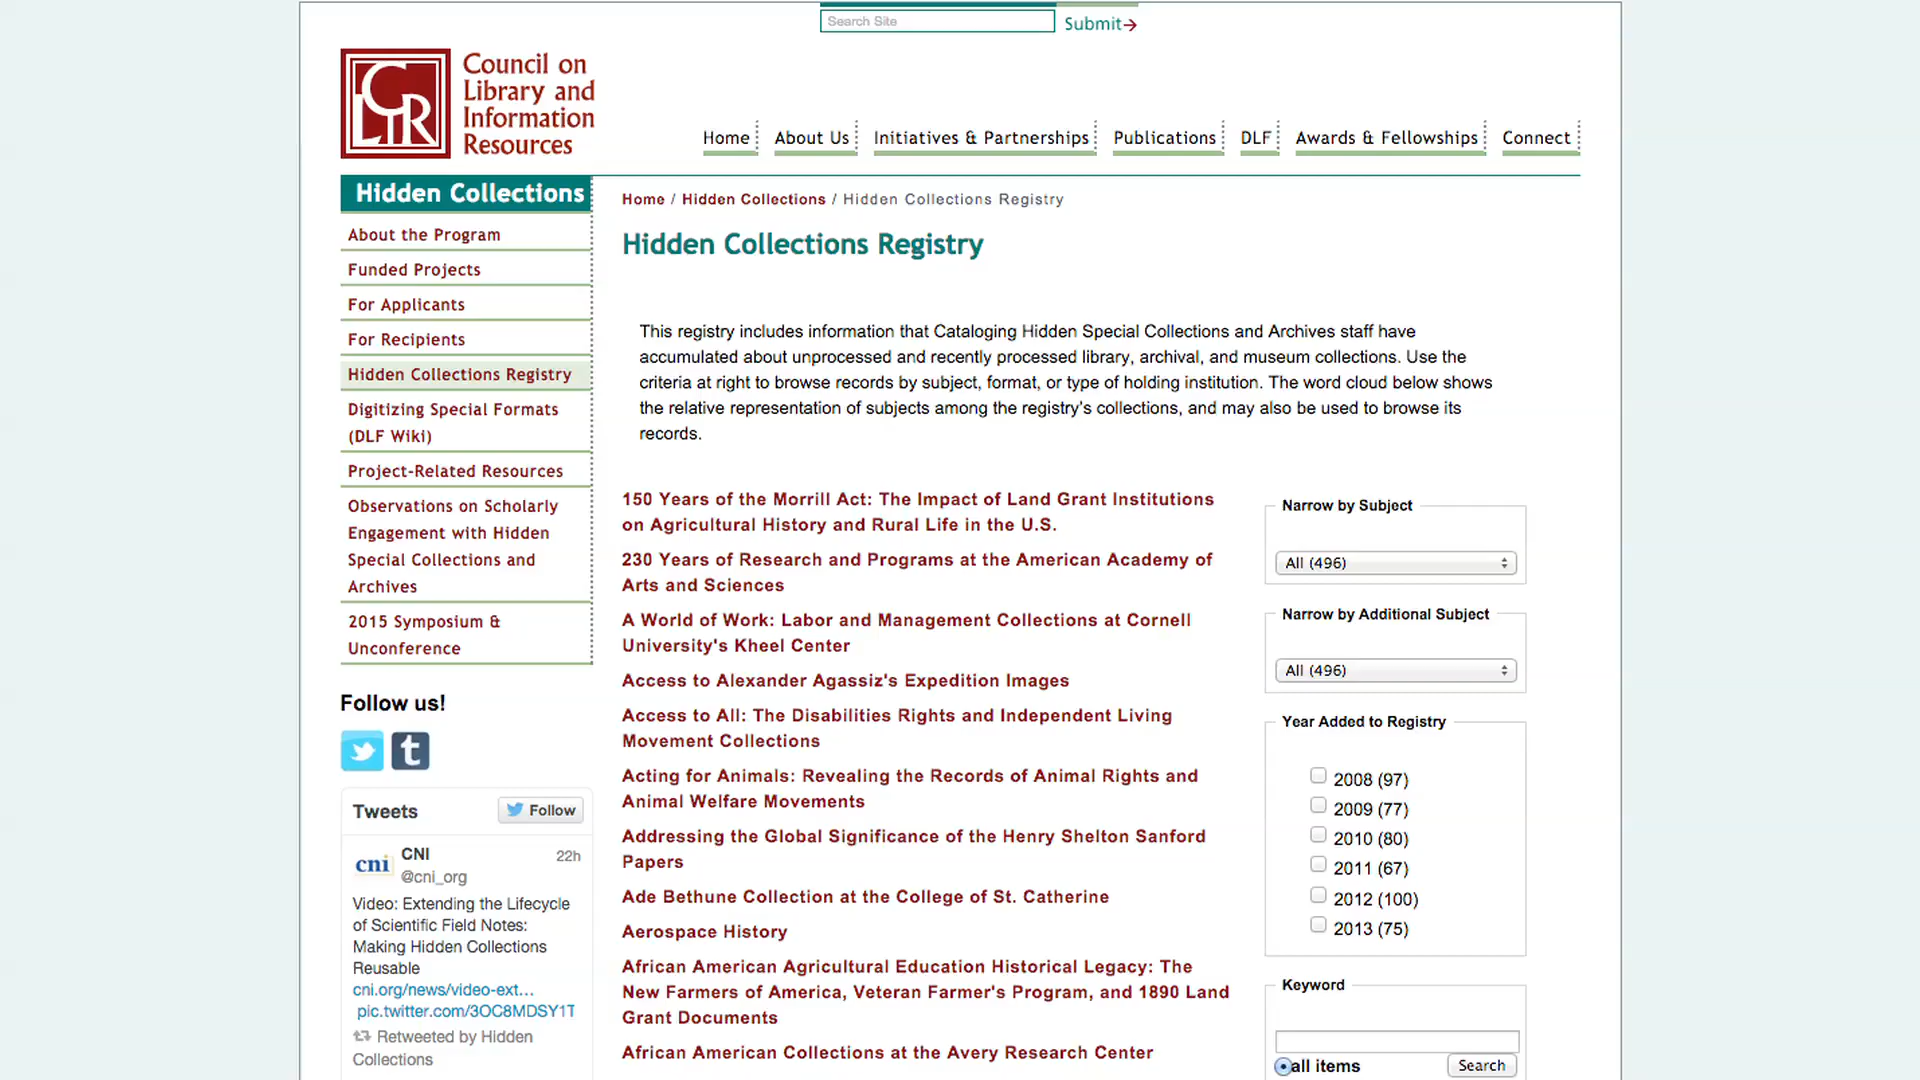 Search Site
Submit
CLIR
Council on
Library and
Information
Resources
Home
About Us
Initiatives & Partnerships
Publications
DLF
Awards & Fellowships
Connect
Hidden Collections
About the Program
Funded Projects
For Applicants
For Recipients
Hidden Collections Registry
Digitizing Special Formats
(DLF Wiki)
Project-Related Resources
Observations on Scholarly
Engagement with Hidden
Special Collections and
Archives
2015 Symposium &
Unconference
Follow us!
Tweets
Follow
cni
CNI
22h
@cni_org
Video: Extending the Lifecycle
of Scientific Field Notes:
Making Hidden Collections
Reusable
cni.org/news/video-ext…
pic.twitter.com/3OC8MDSY1T
Retweeted by Hidden
Collections
Home / Hidden Collections / Hidden Collections Registry
Hidden Collections Registry
This registry includes information that Cataloging Hidden Special Collections and Archives staff have
accumulated about unprocessed and recently processed library, archival, and museum collections. Use the
criteria at right to browse records by subject, format, or type of holding institution. The word cloud below shows
the relative representation of subjects among the registry's collections, and may also be used to browse its
records.
150 Years of the Morrill Act: The Impact of Land Grant Institutions
on Agricultural History and Rural Life in the U.S.
230 Years of Research and Programs at the American Academy of
Arts and Sciences
A World of Work: Labor and Management Collections at Cornell
University's Kheel Center
Access to Alexander Agassiz's Expedition Images
Access to All: The Disabilities Rights and Independent Living
Movement Collections
Acting for Animals: Revealing the Records of Animal Rights and
Animal Welfare Movements
Addressing the Global Significance of the Henry Shelton Sanford
Papers
Ade Bethune Collection at the College of St. Catherine
Aerospace History
African American Agricultural Education Historical Legacy: The
New Farmers of America, Veteran Farmer's Program, and 1890 Land
Grant Documents
African American Collections at the Avery Research Center
Narrow by Subject
All (496)
Narrow by Additional Subject
All (496)
Year Added to Registry
2008 (97)
2009 (77)
2010 (80)
2011 (67)
2012 (100)
2013 (75)
Keyword
all items
Search